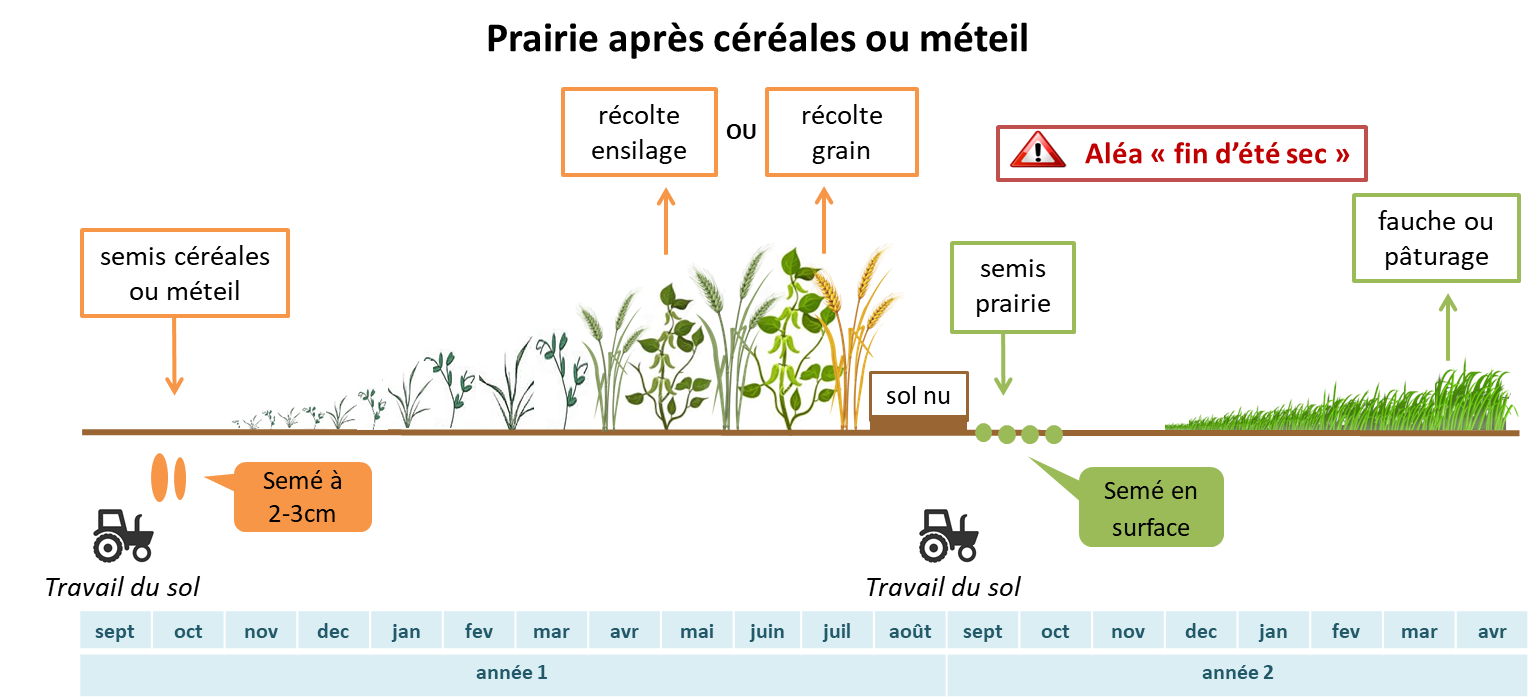 Prairie après céréales ou méteil
récolte
ensilage
OU
récolte
grain
! Aléa « fin d'été sec »
semis céréales
ou méteil
semis
prairie
fauche ou
pâturage
sol nu
Semé à
2-3cm
Semé en
surface
Travail du sol
Travail du sol
sept oct nov dec jan fev mar avr mai juin juil août sept oct nov dec jan fev mar avr
année 1 année 2